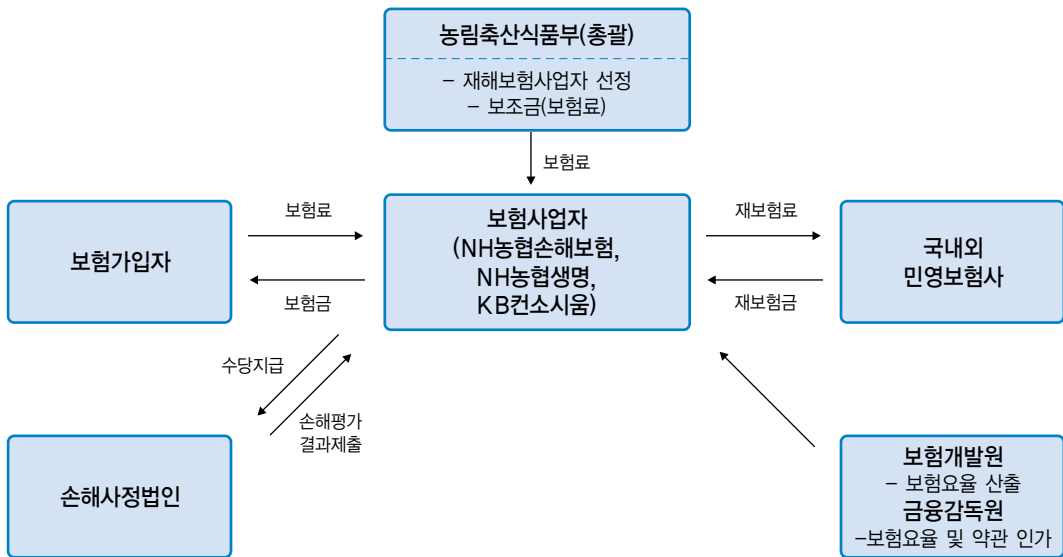 농림축산식품부(총괄)
– 재해보험사업자 선정
– 보조금(보험료)
보험료
보험가입자
보험료
보험금
보험사업자
(NH농협손해보험,
NH농협생명,
KB컨소시움)
재보험료
재보험금
국내외
민영보험사
수당지급
손해평가
결과제출
손해사정법인
보험개발원
– 보험요율 산출
금융감독원
–보험요율 및 약관 인가